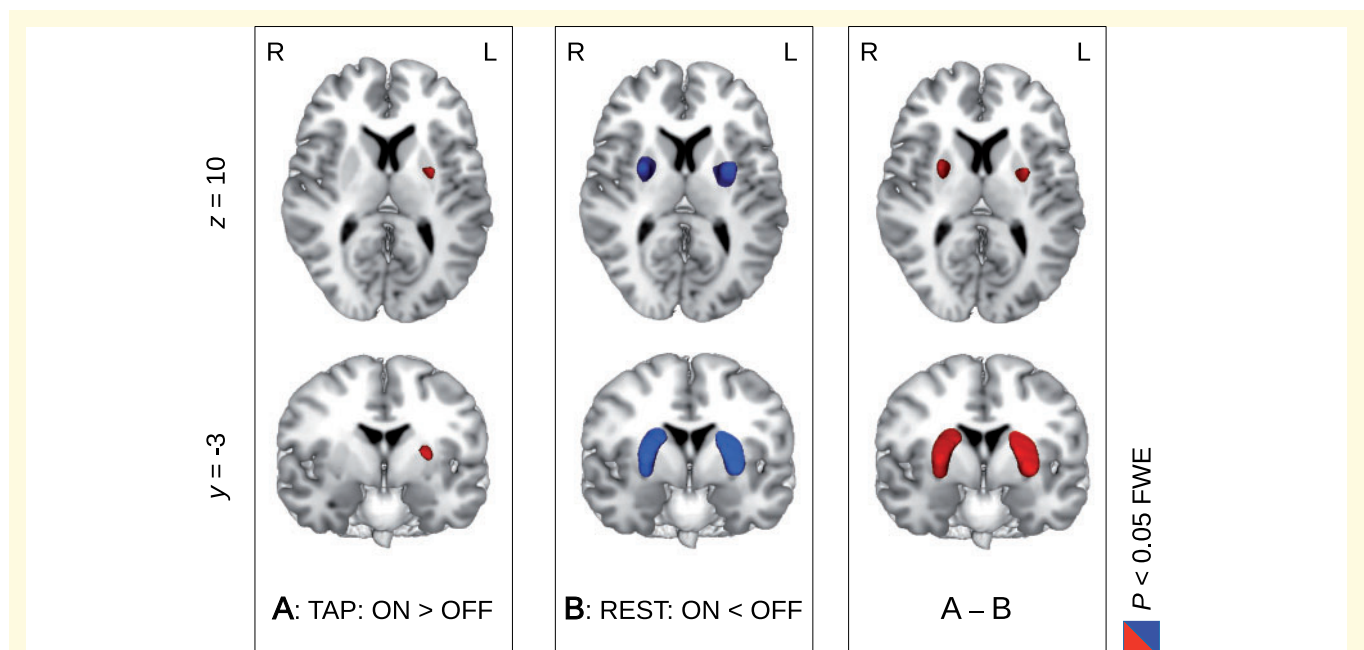 R L
R L
R L
z = 10
y = -3
A: TAP: ON > OFF
B: REST: ON < OFF
A – B
P < 0.05 FWE